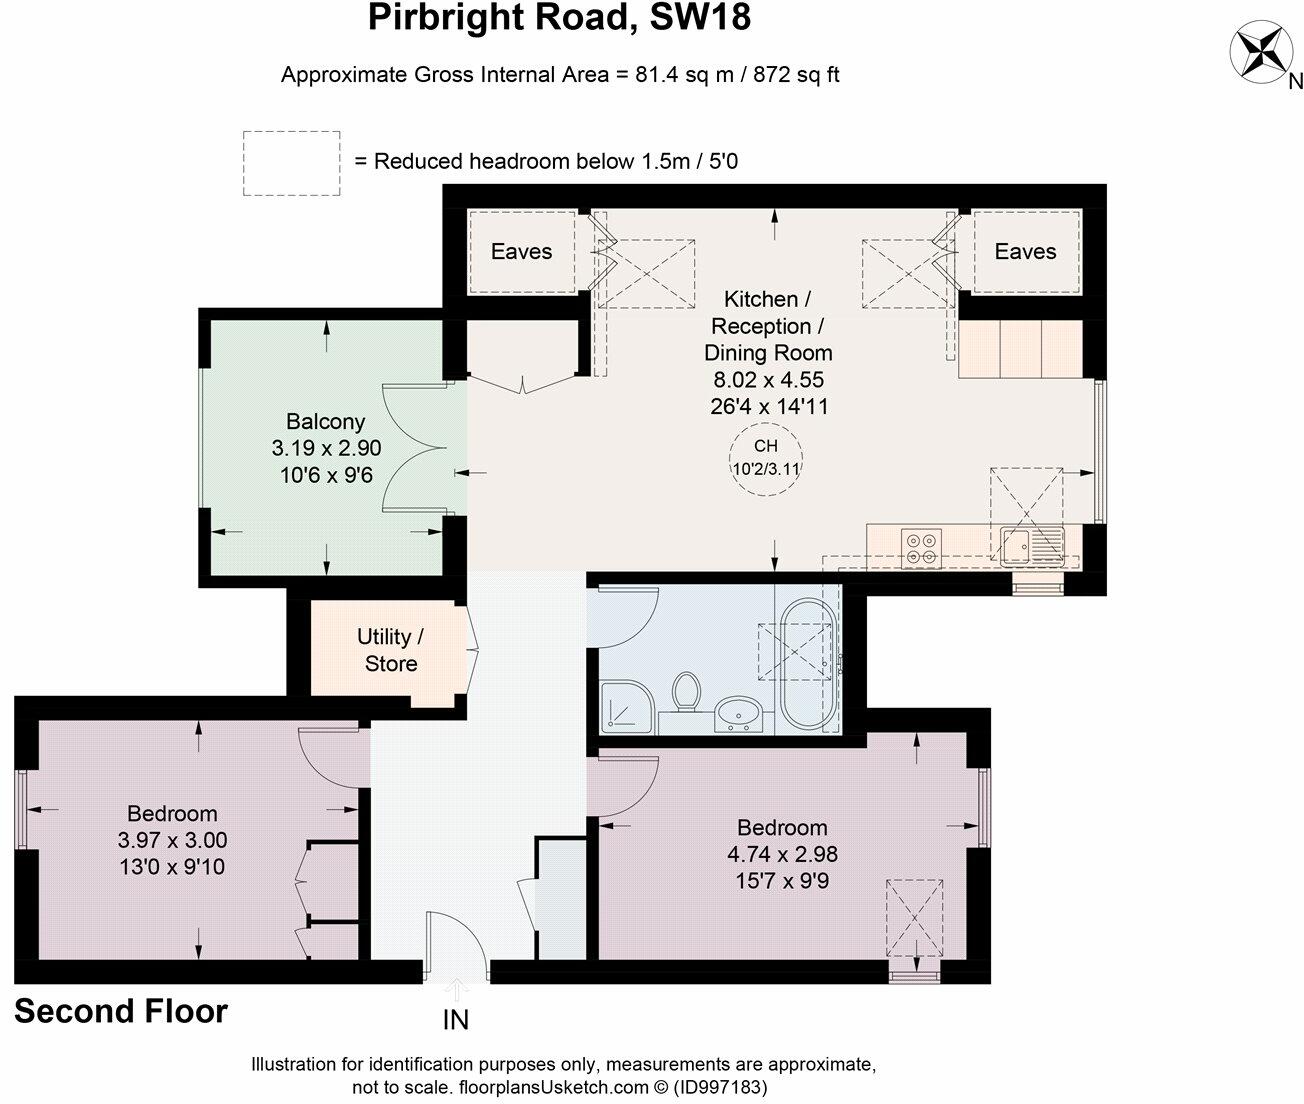 Pirbright Road, SW18
Approximate Gross Internal Area = 81.4 sq m / 872 sq ft
N
= Reduced headroom below 1.5m / 5'0
Eaves
Eaves
Kitchen /
Reception /
Dining Room
8.02 x 4.55
26'4 x 14'11
CH
10'2/3.11
Balcony
3.19 x 2.90
10'6 x 9'6
Utility /
Store
Bedroom
3.97 x 3.00
13'0 x 9'10
Bedroom
4.74 x 2.98
15'7 x 9'9
Second Floor
IN
Illustration for identification purposes only, measurements are approximate,
not to scale. floorplansUsketch.com © (ID997183)